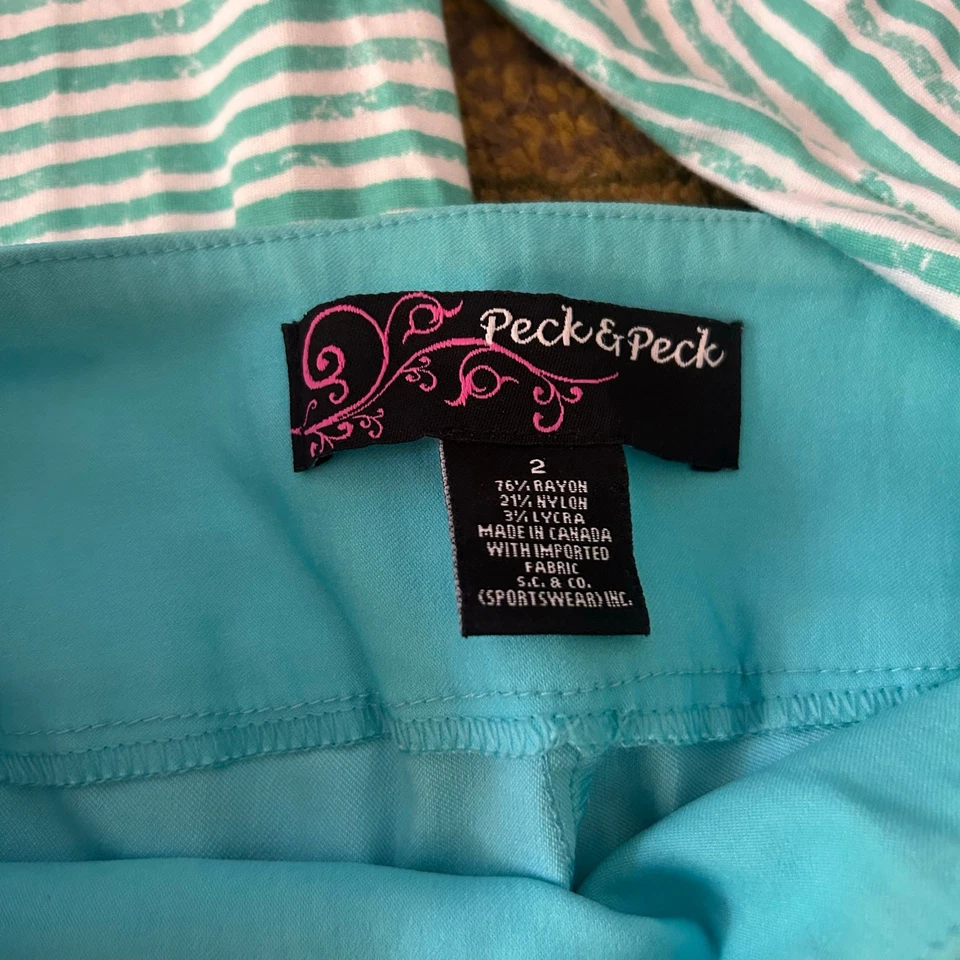 Peck & Peck
2
76% RAYON
21% NYLON
3% LYCRA
MADE IN CANADA
WITH IMPORTED
FABRIC
S.C. & CO.
(SPORTSWEAR) INC.